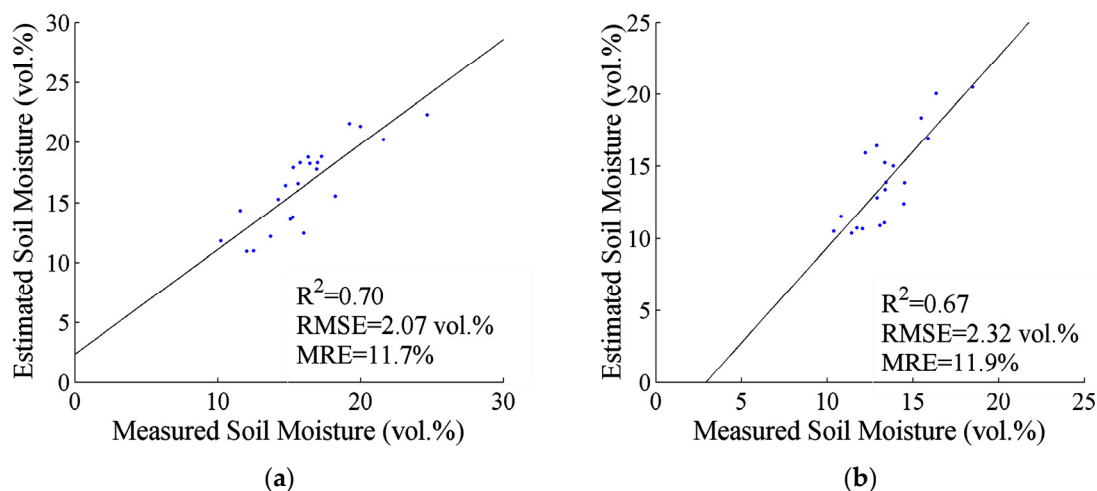 30
25
20
15
10
5
0
Estimated Soil Moisture (vol.%)
R²=0.70
RMSE=2.07 vol.%
MRE=11.7%
0 10 20 30
Measured Soil Moisture (vol.%)
(a)
25
20
15
10
5
0
Estimated Soil Moisture (vol.%)
R²=0.67
RMSE=2.32 vol.%
MRE=11.9%
0 5 10 15 20 25
Measured Soil Moisture (vol.%)
(b)